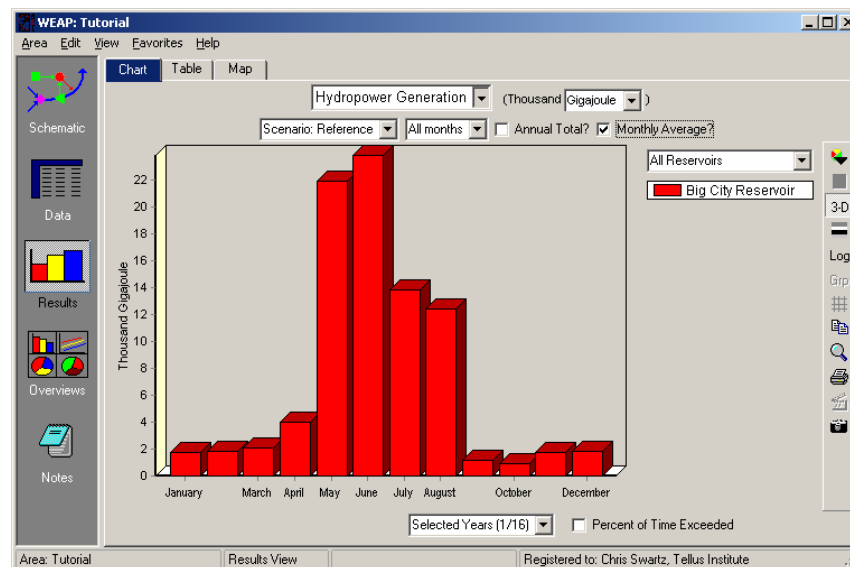 WEAP: Tutorial
Area Edit View Favorites Help
Chart Table Map
Hydropower Generation (Thousand Gigajoule )
Scenario: Reference All months Annual Total? Monthly Average?
All Reservoirs
Big City Reservoir
Schematic
Data
Results
Overviews
Notes
3-D
Log
Grp
Thousand Gigajoule
22
20
18
16
14
12
10
8
6
4
2
0
January March April May June July August October December
Selected Years (1/16) Percent of Time Exceeded
Area: Tutorial Results View Registered to: Chris Swartz, Tellus Institute